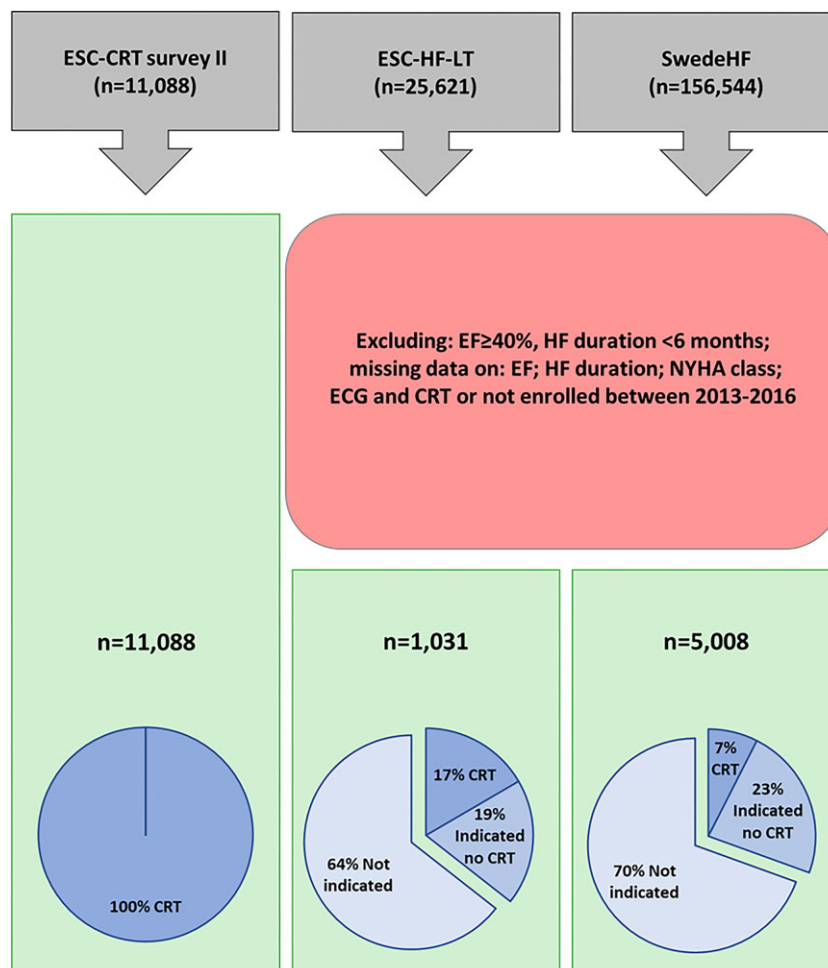 ESC-CRT survey II
(n=11,088)
ESC-HF-LT
(n=25,621)
SwedeHF
(n=156,544)
Excluding: EF≥40%, HF duration <6 months;
missing data on: EF; HF duration; NYHA class;
ECG and CRT or not enrolled between 2013-2016
n=11,088
n=1,031
n=5,008
100% CRT
17% CRT
19%
Indicated
no CRT
64% Not
indicated
7%
CRT
23%
Indicated
no CRT
70% Not
indicated